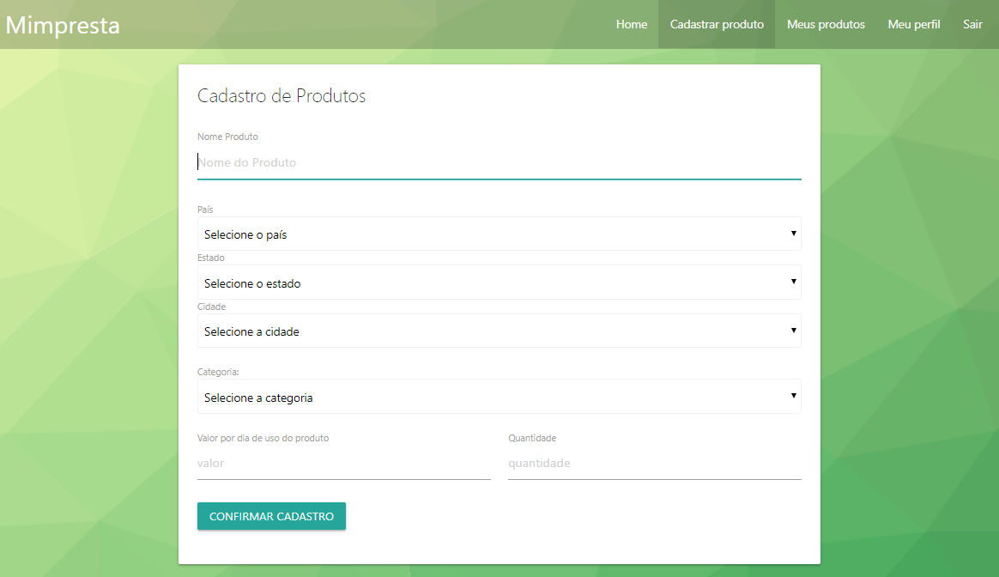 Mimpresta
Home Cadastrar produto Meus produtos Meu perfil Sair
Cadastro de Produtos
Nome Produto
Nome do Produto
País
Selecione o país
Estado
Selecione o estado
Cidade
Selecione a cidade
Categoria:
Selecione a categoria
Valor por dia de uso do produto Quantidade
valor quantidade
CONFIRMAR CADASTRO